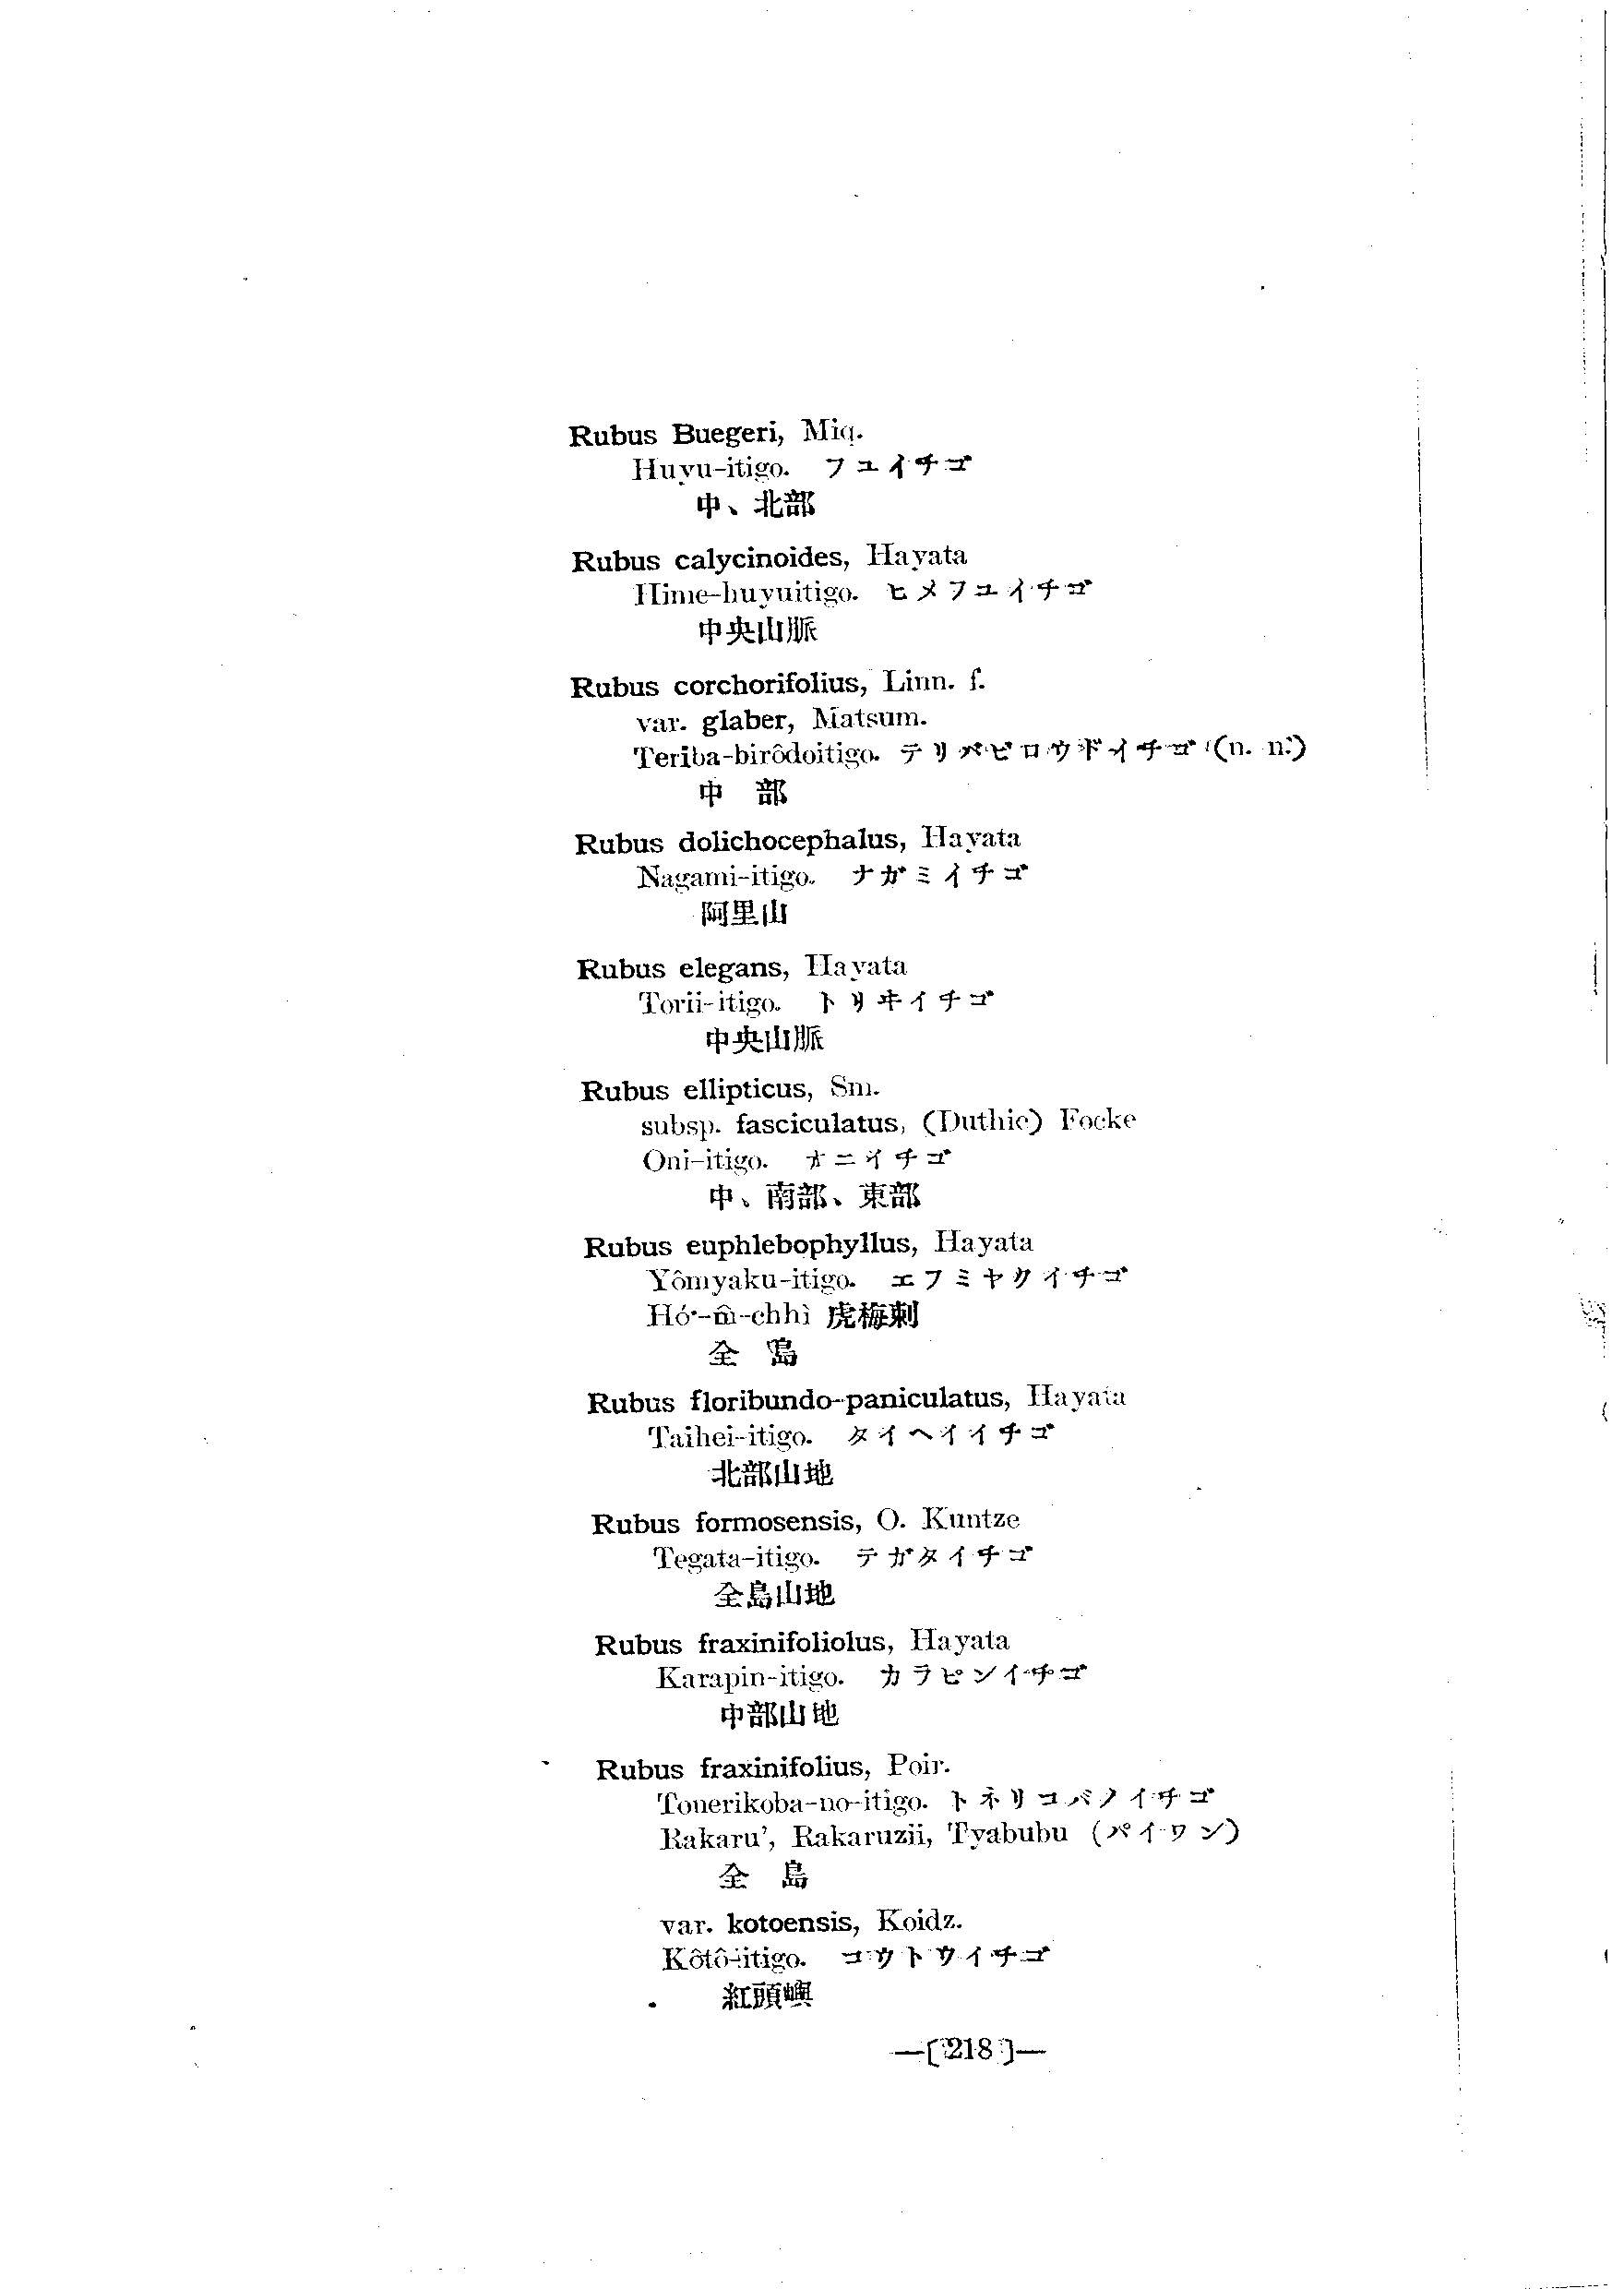 Rubus Buegeri, Miq.
Huyu-itigo. フユイチゴ
中、北部
Rubus calycinoides, Hayata
Hime-huyuitigo. ヒメフユイチゴ
中央山脈
Rubus corchorifolius, Linn. f.
var. glaber, Matsum.
Teriba-birôdoitigo. テリバビロウドイチゴ (n. n.)
中 部
Rubus dolichocephalus, Hayata
Nagami-itigo. ナガミイチゴ
阿里山
Rubus elegans, Hayata
Torii-itigo. トリヰイチゴ
中央山脈
Rubus ellipticus, Sm.
subsp. fasciculatus, (Duthie) Focke
Oni-itigo. オニイチゴ
中、南部、東部
Rubus euphlebophyllus, Hayata
Yômyaku-itigo. エフミヤクイチゴ
Hó·-m̂-chhì 虎梅刺
全 島
Rubus floribundo-paniculatus, Hayata
Taihei-itigo. タイヘイイチゴ
北部山地
Rubus formosensis, O. Kuntze
Tegata-itigo. テガタイチゴ
全島山地
Rubus fraxinifoliolus, Hayata
Karapin-itigo. カラピンイチゴ
中部山地
Rubus fraxinifolius, Poir.
Tonerikoba-no-itigo. トネリコバノイチゴ
Rakaru', Rakaruzii, Tyabubu (パイワン)
全 島
var. kotoensis, Koidz.
Kôtô-itigo. コウトウイチゴ
紅頭嶼
—[218]—